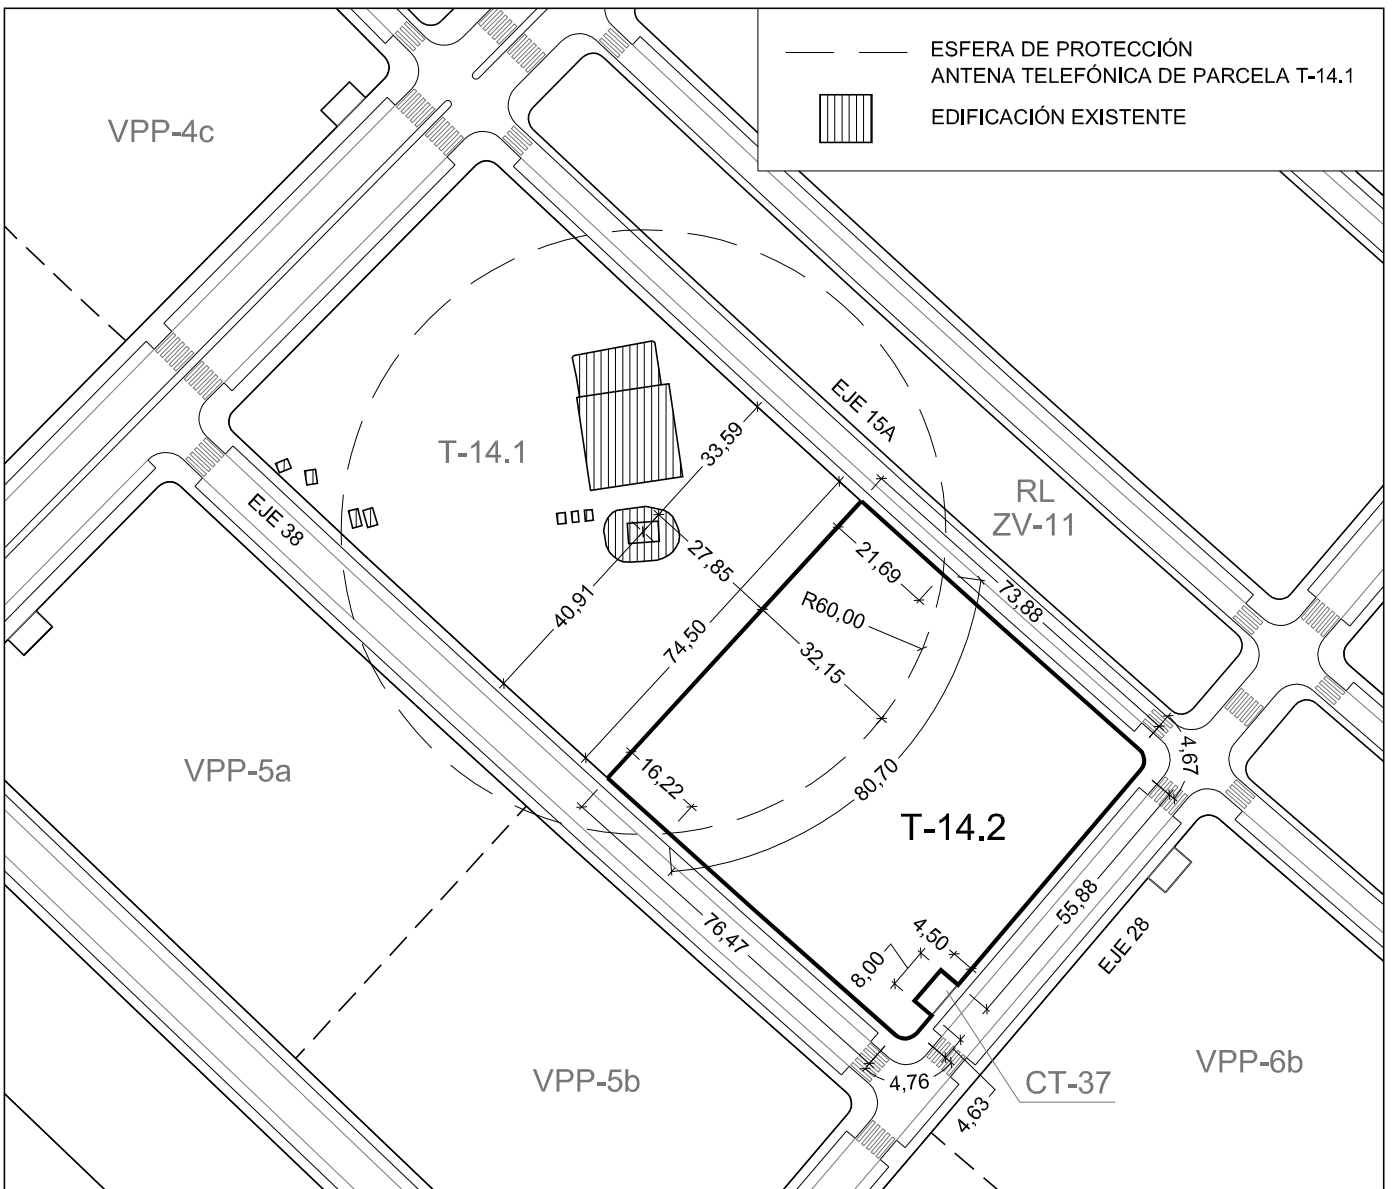 ESFERA DE PROTECCIÓN
ANTENA TELEFÓNICA DE PARCELA T-14.1
EDIFICACIÓN EXISTENTE
VPP-4c
EJE 15A
33,59
T-14.1
RL
ZV-11
EJE 38
27,85
21,69
73,88
R60,00
40,91
74,50
32,15
4,67
VPP-5a
16,22
80,70
T-14.2
55,88
76,47
4,50
EJE 28
8,00
VPP-5b
4,76
CT-37
VPP-6b
4,63